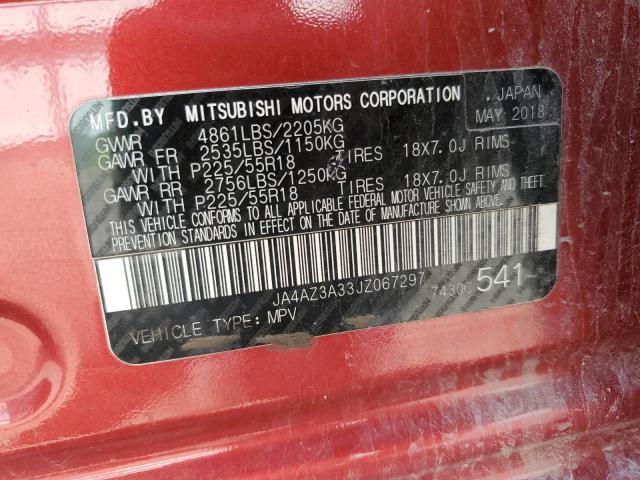 MFD.BY MITSUBISHI MOTORS CORPORATION , JAPAN
GVWR 4861LBS/2205KG MAY 2018
GAWR FR 2535LBS/1150KG
WITH P225/55R18 TIRES 18X7.0J RIMS
GAWR RR 2756LBS/1250KG
WITH P225/55R18 TIRES 18X7.0J RIMS
THIS VEHICLE CONFORMS TO ALL APPLICABLE FEDERAL MOTOR VEHICLE SAFETY AND THEFT
PREVENTION STANDARDS IN EFFECT ON THE DATE OF MANUFACTURE SHOWN ABOVE.
JA4AZ3A33JZ067297 7430C 541
VEHICLE TYPE: MPV